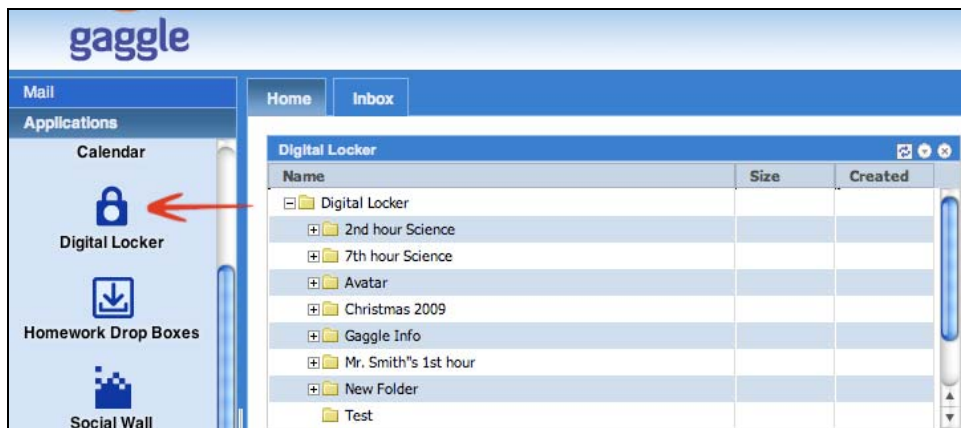 gaggle
Mail
Applications
Calendar
Digital Locker
Homework Drop Boxes
Social Wall
Home Inbox
Digital Locker
Name Size Created
Digital Locker
2nd hour Science
7th hour Science
Avatar
Christmas 2009
Gaggle Info
Mr. Smith"s 1st hour
New Folder
Test